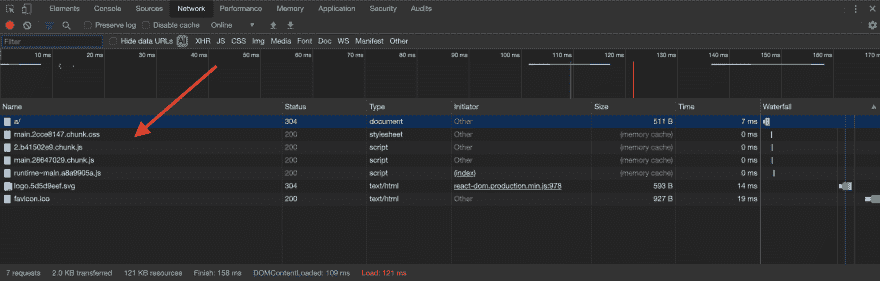 Elements Console Sources Network Performance Memory Application Security Audits
Preserve log Disable cache Online
Filter Hide data URLs All XHR JS CSS Img Media Font Doc WS Manifest Other
10 ms 20 ms 30 ms 40 ms 50 ms 60 ms 70 ms 80 ms 90 ms 100 ms 110 ms 120 ms 130 ms 140 ms 150 ms 160 ms 170 ms
Name Status Type Initiator Size Time Waterfall
a/ 304 document Other 511 B 7 ms
main.2cce8147.chunk.css 200 stylesheet Other (memory cache) 0 ms
2.b41502e9.chunk.js 200 script Other (memory cache) 0 ms
main.28647029.chunk.js 200 script Other (memory cache) 0 ms
runtime-main.a8a9905a.js 200 script (index) (memory cache) 0 ms
logo.5d5d9eef.svg 304 text/html react-dom.production.min.js:978 593 B 14 ms
favicon.ico 200 text/html Other 927 B 19 ms
7 requests 2.0 KB transferred 121 KB resources Finish: 158 ms DOMContentLoaded: 109 ms Load: 121 ms